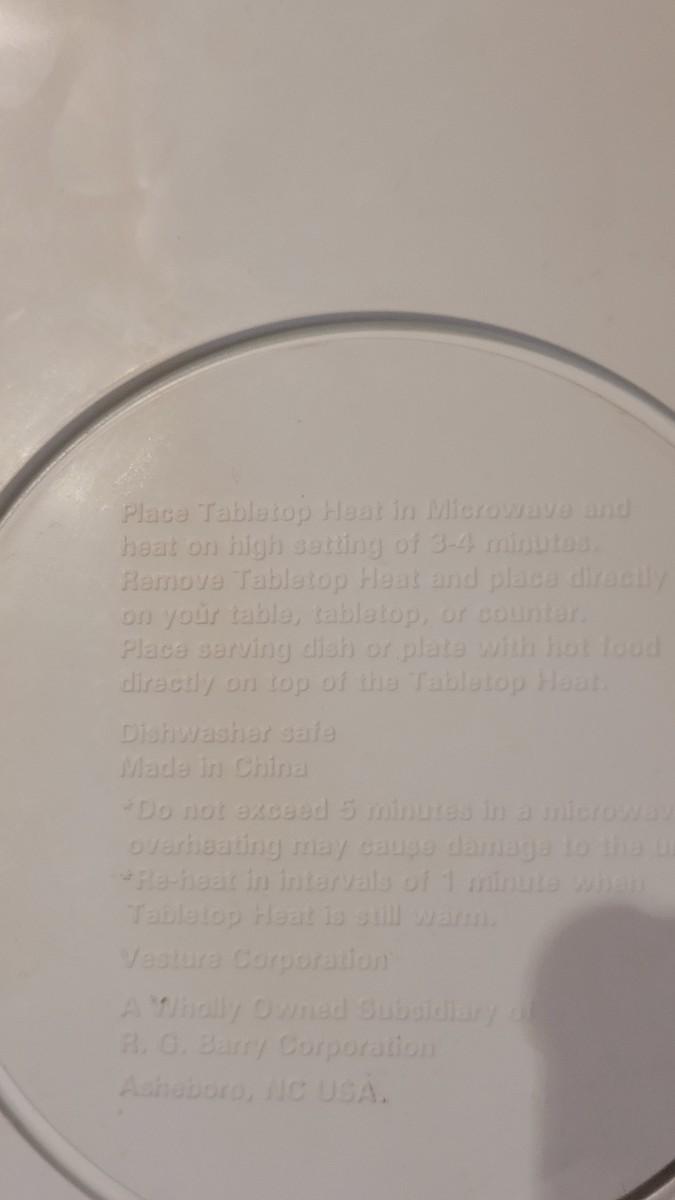 Place Tabletop Heat in Microwave and
heat on high setting of 3-4 minutes.
Remove Tabletop Heat and place directly
on your table, tabletop, or counter.
Place serving dish or plate with hot food
directly on top of the Tabletop Heat.
Dishwasher safe
Made in China
*Do not exceed 5 minutes in a microwav
overheating may cause damage to the u
*Re-heat in intervals of 1 minute when
Tabletop Heat is still warm.
Vesture Corporation
A Wholly Owned Subsidiary of
R. G. Barry Corporation
Asheboro, NC USA.